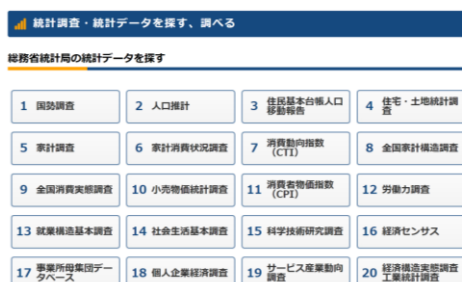 統計調査・統計データを探す、調べる
総務省統計局の統計データを探す
1 国勢調査
2 人口推計
3 住民基本台帳人口
移動報告
4 住宅・土地統計調
査
5 家計調査
6 家計消費状況調査
7 消費動向指数
(CTI)
8 全国家計構造調査
9 全国消費実態調査
10 小売物価統計調査
11 消費者物価指数
(CPI)
12 労働力調査
13 就業構造基本調査
14 社会生活基本調査
15 科学技術研究調査
16 経済センサス
17 事業所母集団デー
タベース
18 個人企業経済調査
19 サービス産業動向
調査
20 経済構造実態調査
工業統計調査